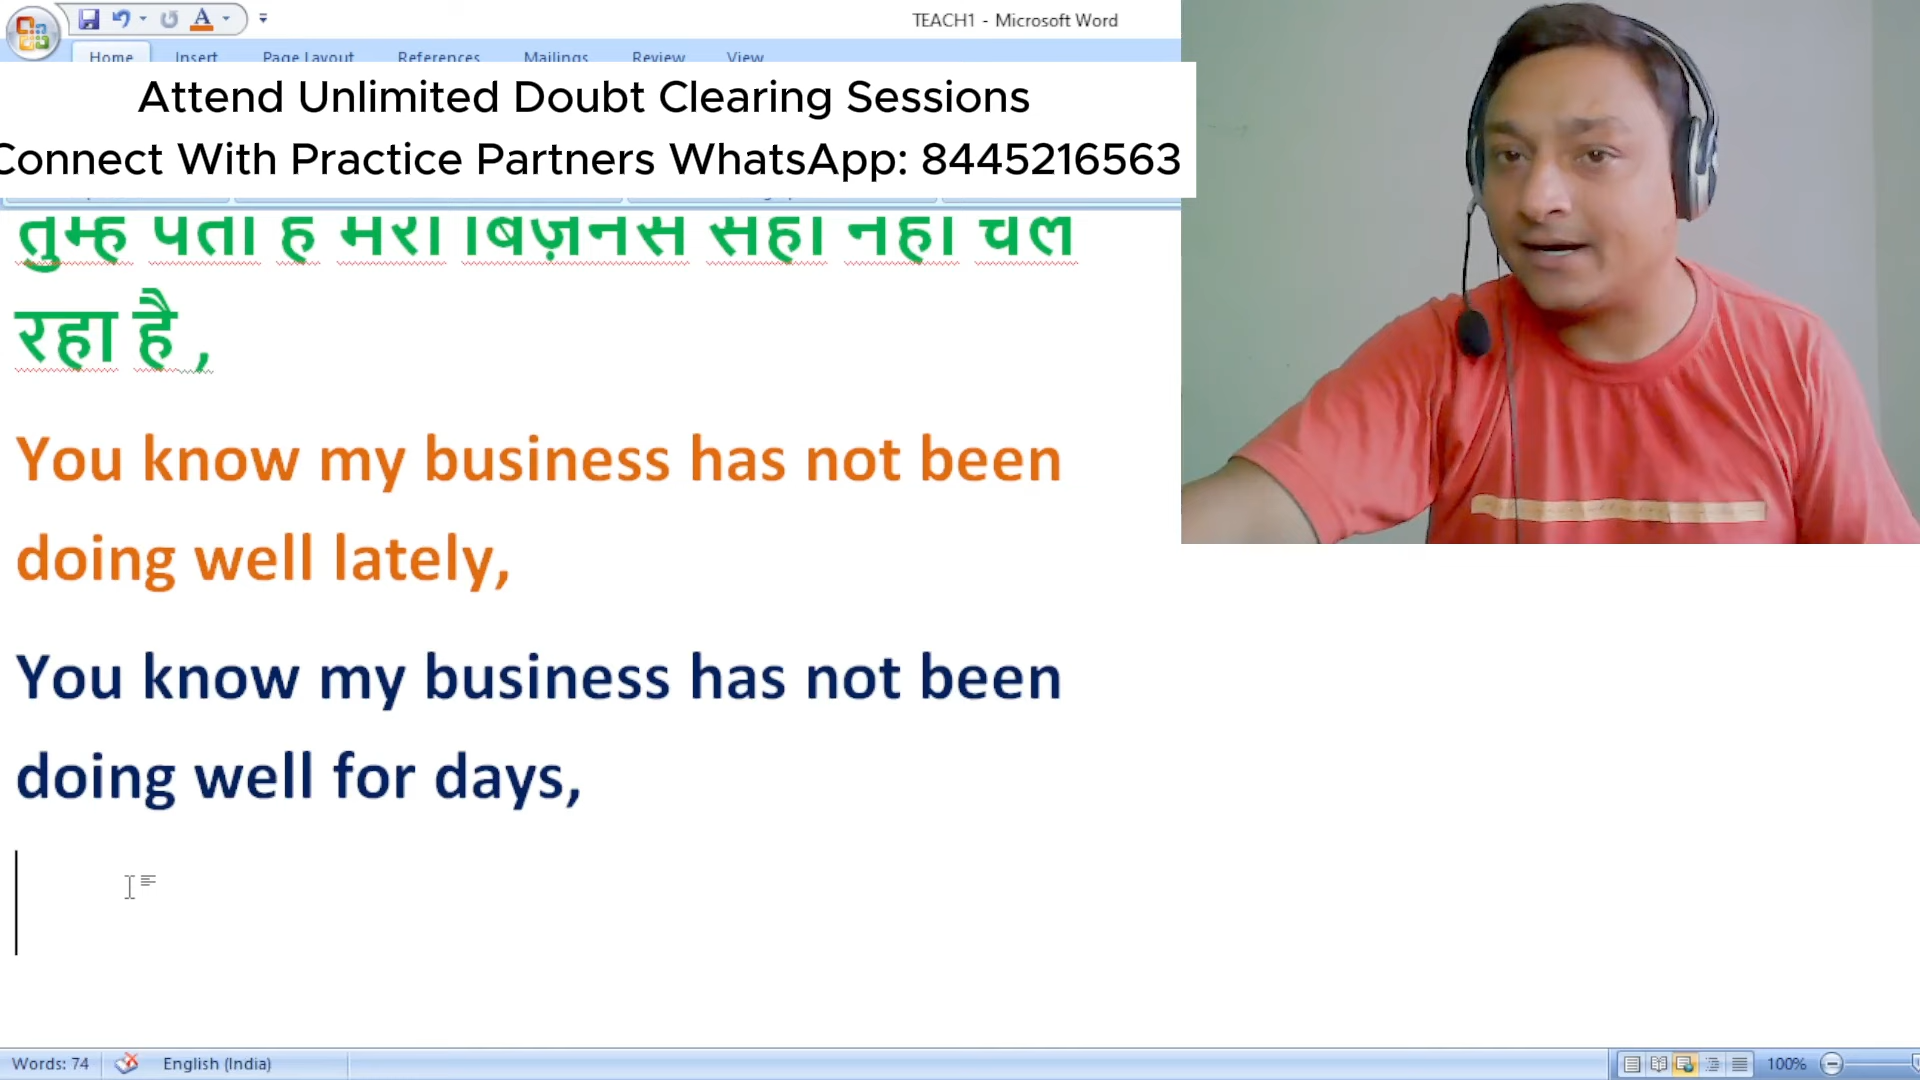 TEACH1 - Microsoft Word
Home Insert Page Layout References Mailings Review View
Attend Unlimited Doubt Clearing Sessions
Connect With Practice Partners WhatsApp: 8445216563
तुम्हे पता है मेरा बिज़नेस सही नहीं चल
रहा है ,
You know my business has not been
doing well lately,
You know my business has not been
doing well for days,
Words: 74 English (India) 100%